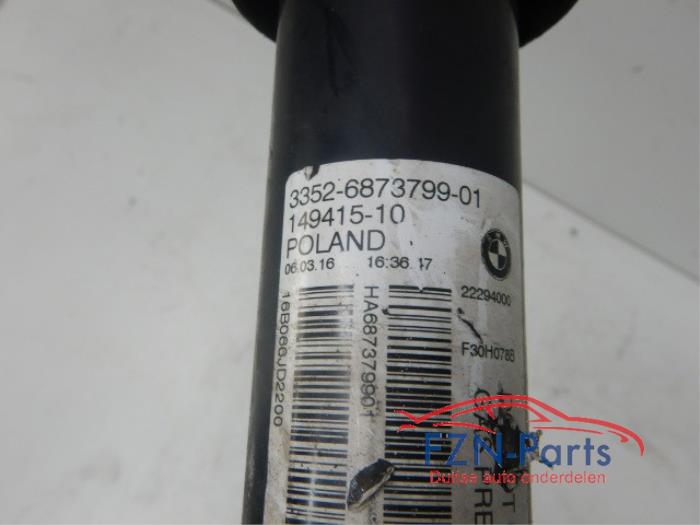 3352-6873799-01
149415-10
POLAND
06.03.16 16:36.17
22294000
F30H078B
HA687379901
16B066JD2200
FZN-Parts
Duitse auto onderdelen